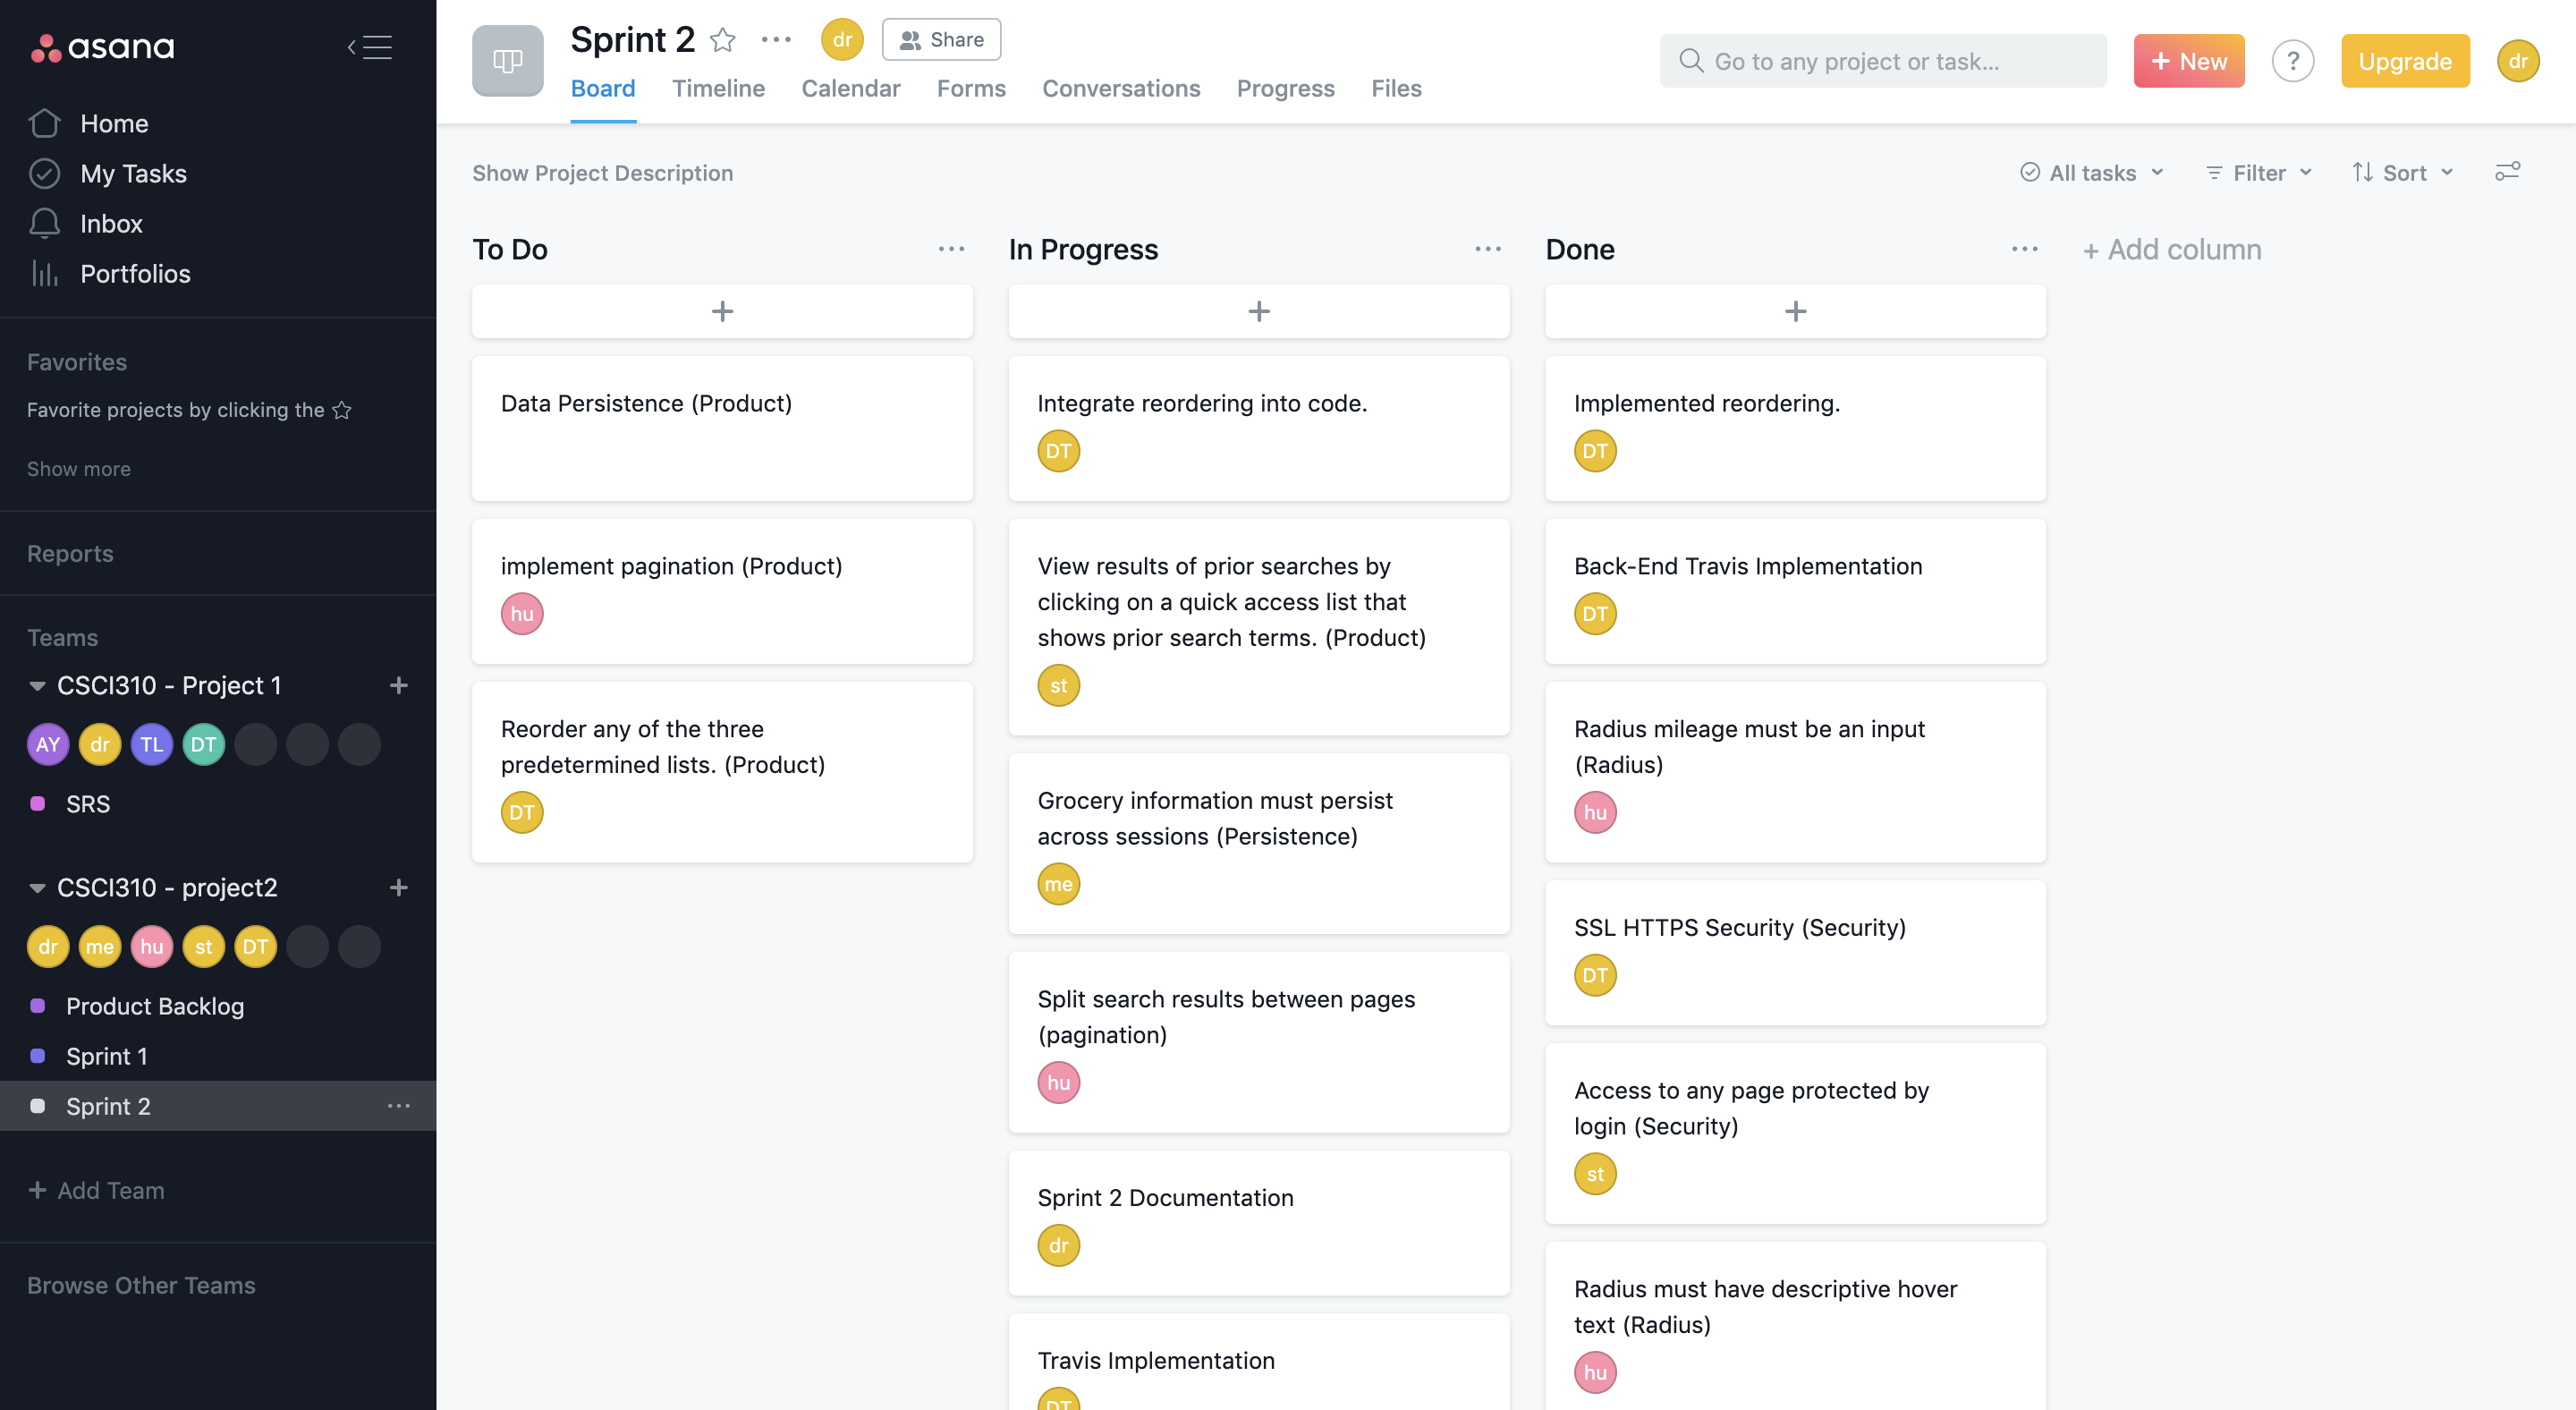 asana
Home
My Tasks
Inbox
Portfolios
Favorites
Favorite projects by clicking the
Show more
Reports
Teams
CSCI310 - Project 1
AY dr TL DT
SRS
CSCI310 - project2
dr me hu st DT
Product Backlog
Sprint 1
Sprint 2
+ Add Team
Browse Other Teams
Sprint 2
dr
Share
Board Timeline Calendar Forms Conversations Progress Files
Go to any project or task...
+ New
?
Upgrade
dr
Show Project Description
All tasks
Filter
Sort
To Do
+
Data Persistence (Product)
implement pagination (Product)
hu
Reorder any of the three
predetermined lists. (Product)
DT
In Progress
+
Integrate reordering into code.
DT
View results of prior searches by
clicking on a quick access list that
shows prior search terms. (Product)
st
Grocery information must persist
across sessions (Persistence)
me
Split search results between pages
(pagination)
hu
Sprint 2 Documentation
dr
Travis Implementation
DT
Done
+
Implemented reordering.
DT
Back-End Travis Implementation
DT
Radius mileage must be an input
(Radius)
hu
SSL HTTPS Security (Security)
DT
Access to any page protected by
login (Security)
st
Radius must have descriptive hover
text (Radius)
hu
+ Add column